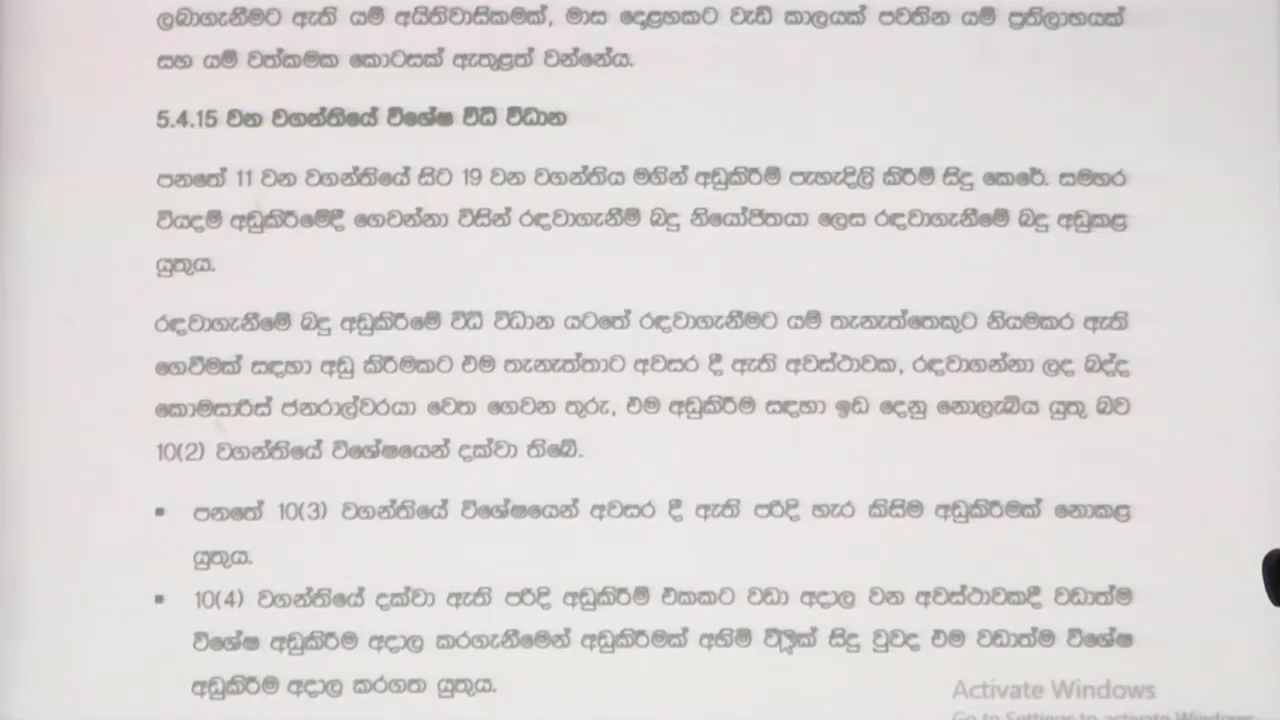 ලබාගැනීමට ඇති යම් අයිතිවාසිකමක්, මාස දෙළහකට වැඩි කාලයක් පවතින යම් ප්‍රතිලාභයක්
සහ යම් වත්කමක කොටසක් ඇතුළත් වන්නේය.
5.4.15 වන වගන්තියේ විශේෂ විධි විධාන
පනතේ 11 වන වගන්තියේ සිට 19 වන වගන්තිය මගින් අඩුකිරීම් පැහැදිලි කිරීම් සිදු කෙරේ. සමහර
වියදම් අඩුකිරීමේදී ගෙවන්නා විසින් රඳවාගැනීම් බදු නියෝජිතයා ලෙස රඳවාගැනීමේ බදු අඩුකළ
යුතුය.
රඳවාගැනීමේ බදු අඩුකිරීමේ විධි විධාන යටතේ රඳවාගැනීමට යම් තැනැත්තෙකුට නියමකර ඇති
ගෙවීමක් සඳහා අඩු කිරීමකට එම තැනැත්තාට අවසර දී ඇති අවස්ථාවක, රඳවාගන්නා ලද බද්ද
කොමසාරිස් ජනරාල්වරයා වෙත ගෙවන තුරු, එම අඩුකිරීම සඳහා ඉඩ දෙනු නොලැබිය යුතු බව
10(2) වගන්තියේ විශේෂයෙන් දක්වා තිබේ.
▪ පනතේ 10(3) වගන්තියේ විශේෂයෙන් අවසර දී ඇති පරිදි හැර කිසිම අඩුකිරීමක් නොකළ
යුතුය.
▪ 10(4) වගන්තියේ දක්වා ඇති පරිදි අඩුකිරීම් එකකට වඩා අදාල වන අවස්ථාවකදී වඩාත්ම
විශේෂ අඩුකිරීම අදාල කරගැනීමෙන් අඩුකිරීමක් අහිමි වීමක් සිදු වුවද එම වඩාත්ම විශේෂ
අඩුකිරීම අදාල කරගත යුතුය.
Activate Windows
Go to Settings to activate Windows.